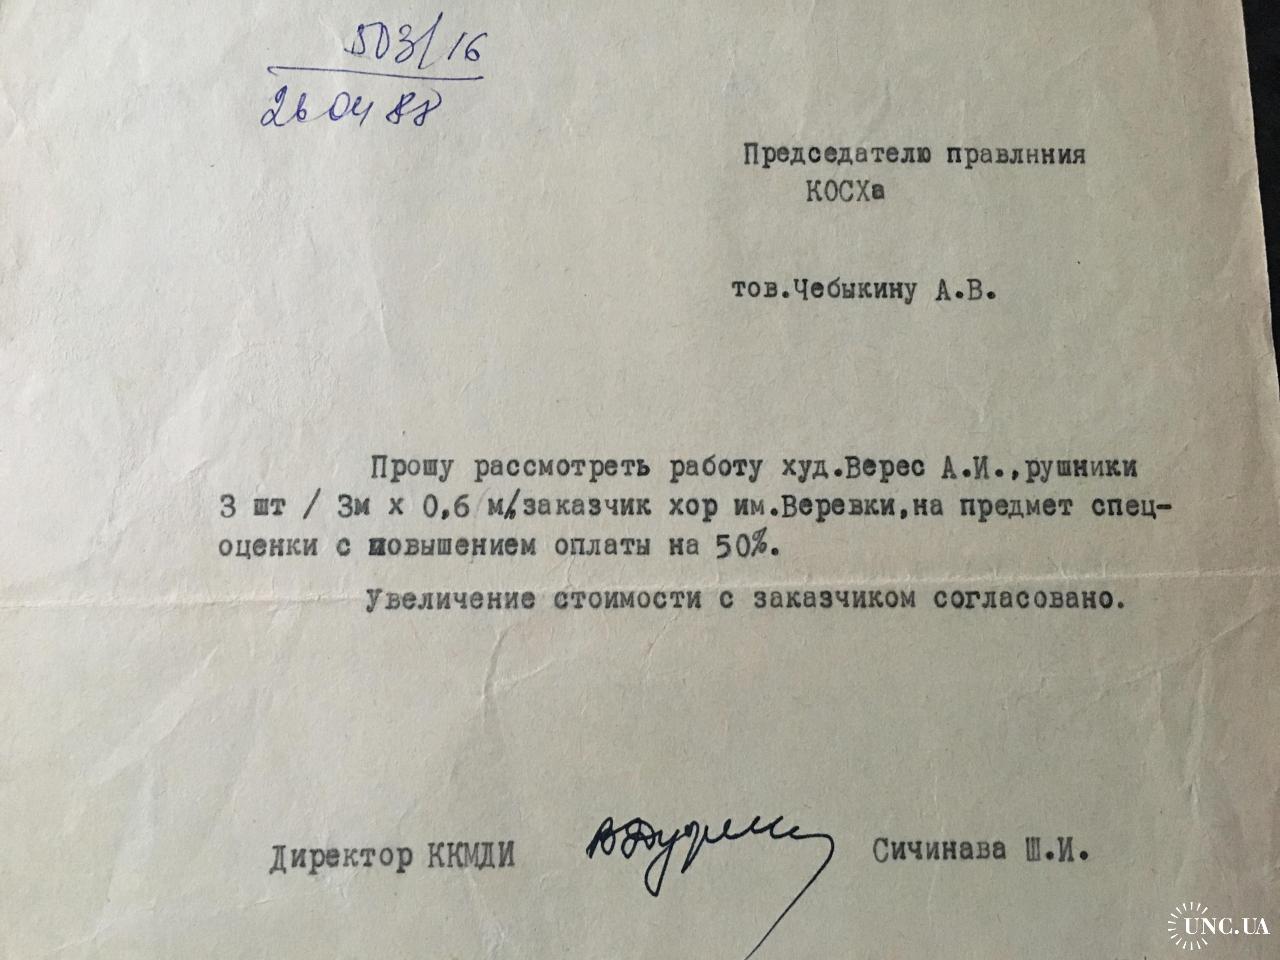 503/16
26 04 88
Председателю правлнния
КОСХа
тов.Чебыкину А.В.
Прошу рассмотреть работу худ.Верес А.И.,рушники
3 шт / 3м х 0,6 м/.заказчик хор им.Веревки,на предмет спец-
оценки с повышением оплаты на 50%.
Увеличение стоимости с заказчиком согласовано.
Директор ККМДИ
Сичинава Ш.И.
UNC.UA